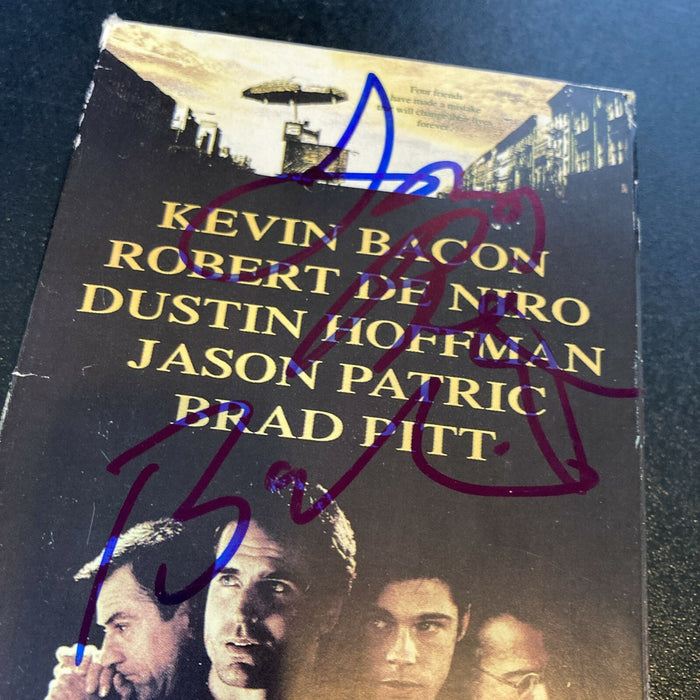 Four friends
have made a mistake
that will change their lives
forever.
KEVIN BACON
ROBERT DE NIRO
DUSTIN HOFFMAN
JASON PATRIC
BRAD PITT